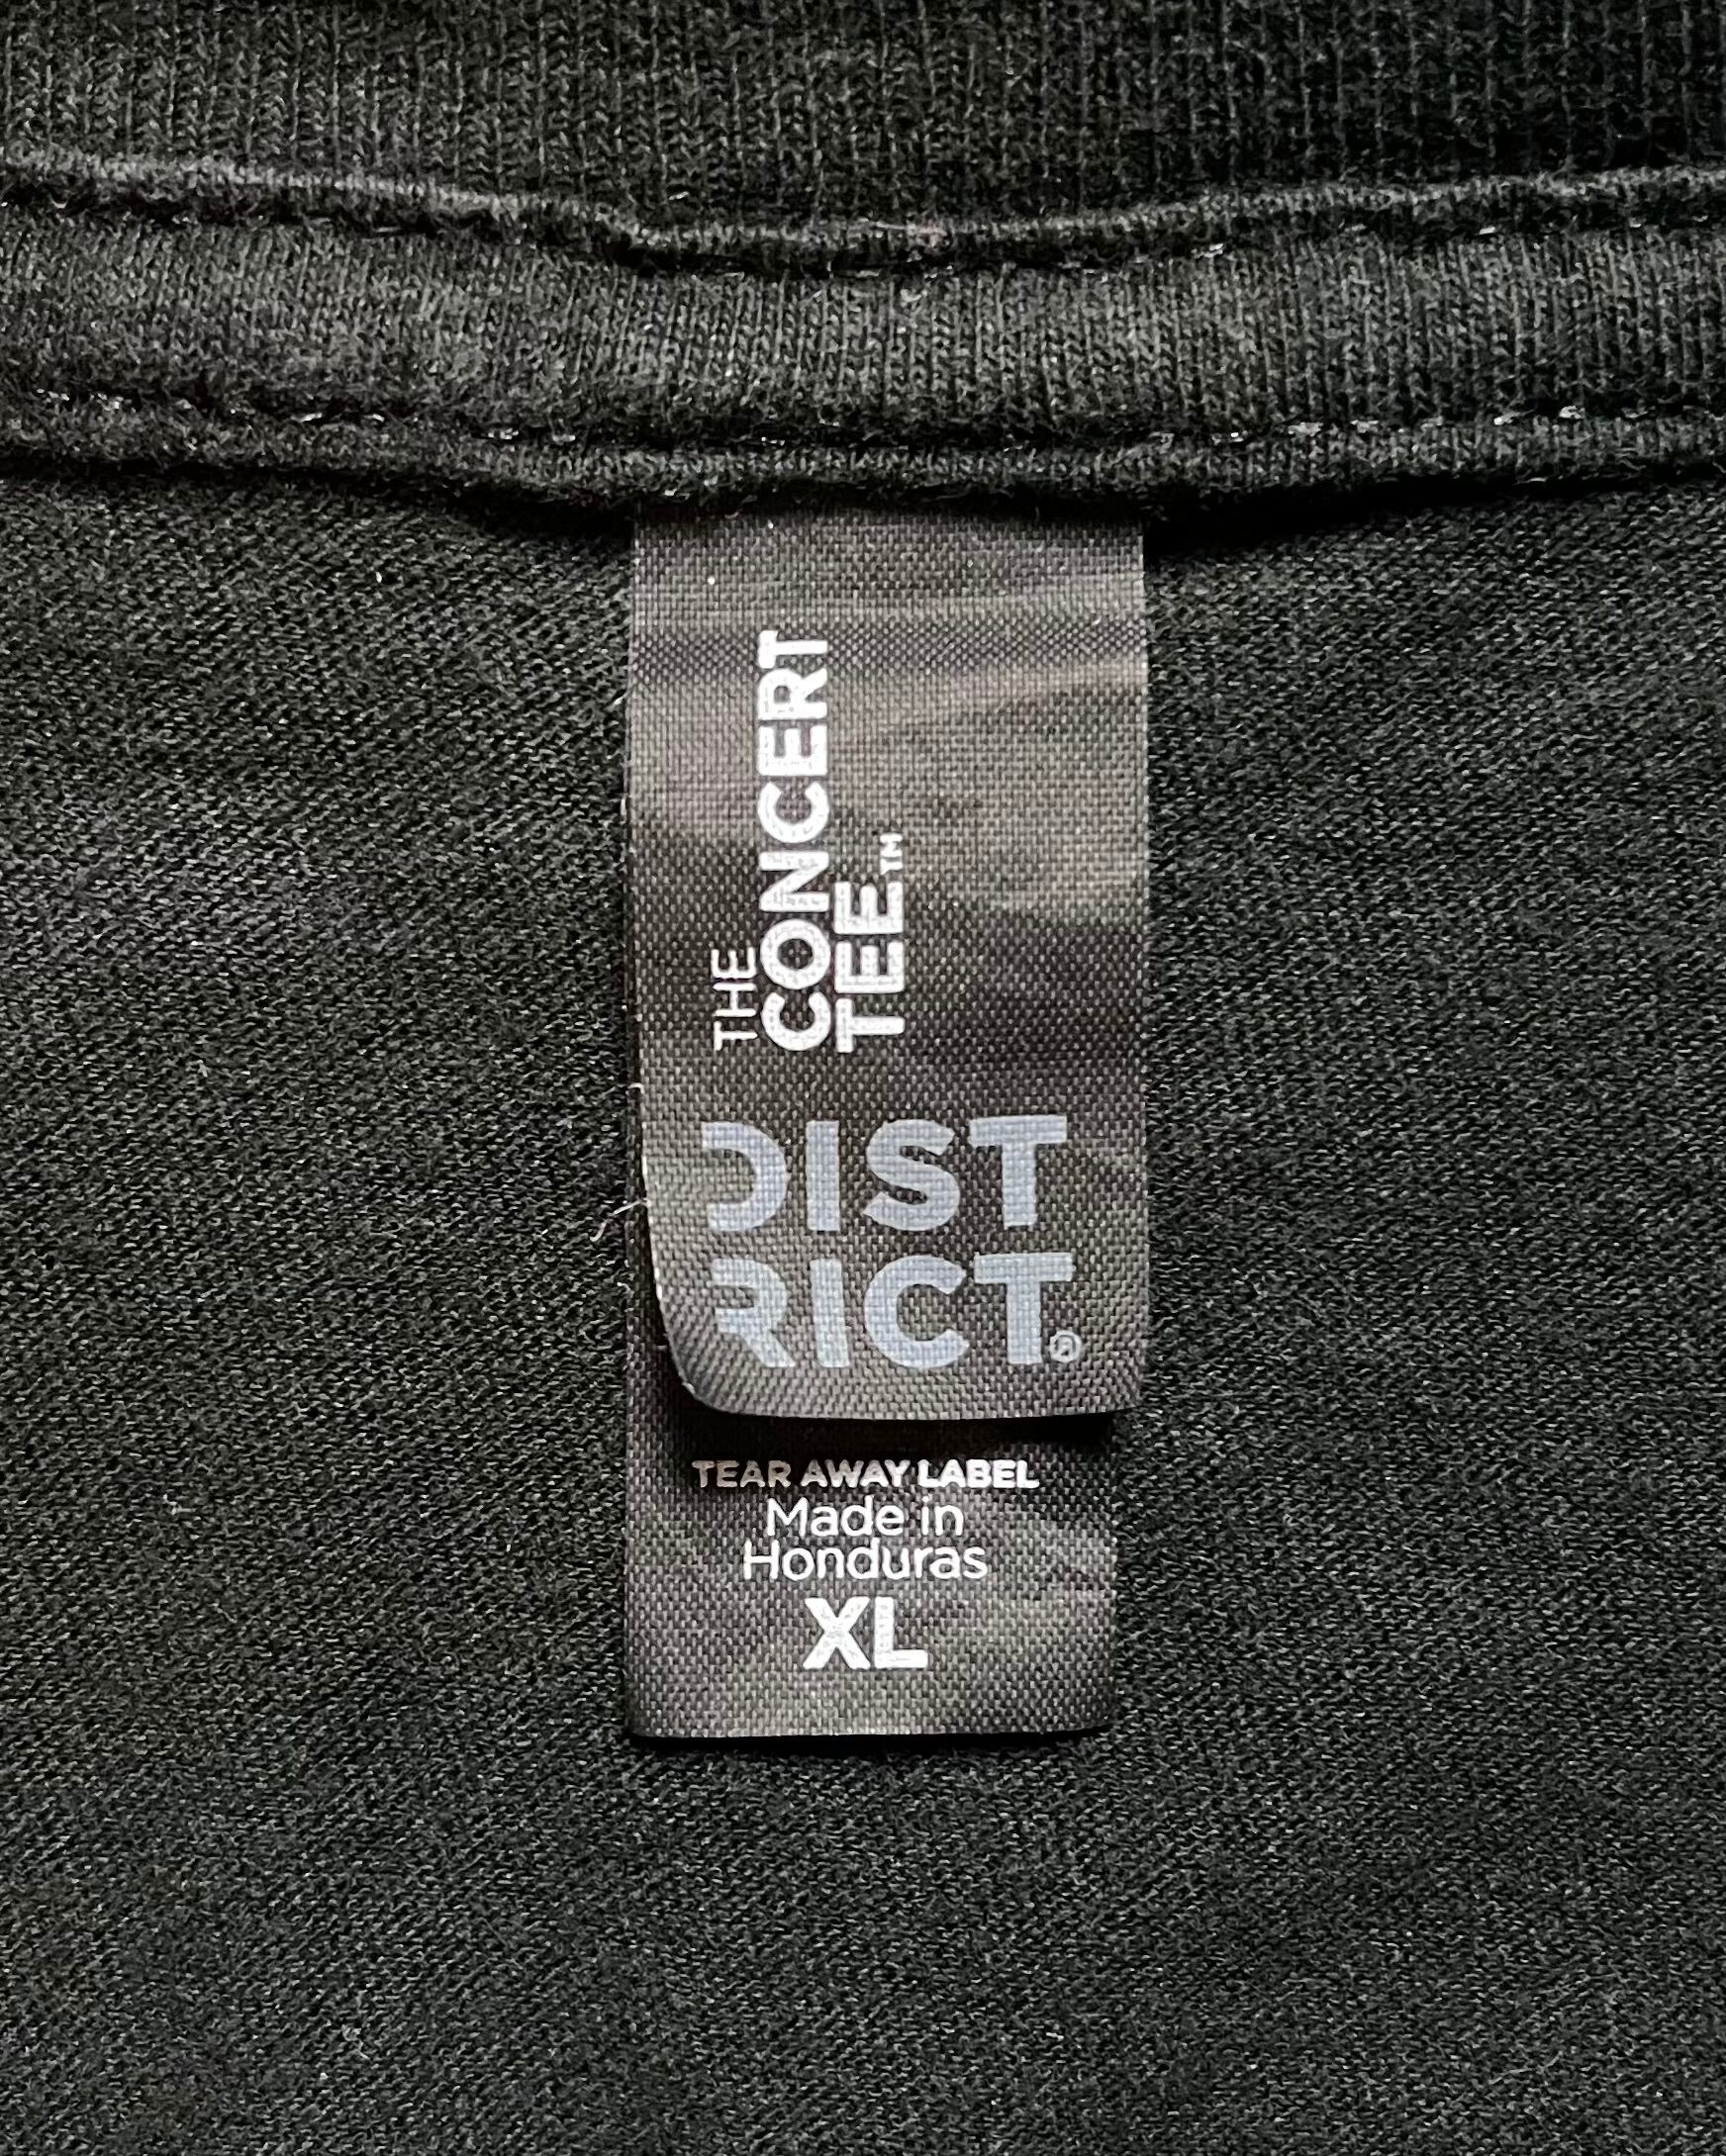 THE
CONCERT
TEE™
DIST
RICT®
TEAR AWAY LABEL
Made in
Honduras
XL